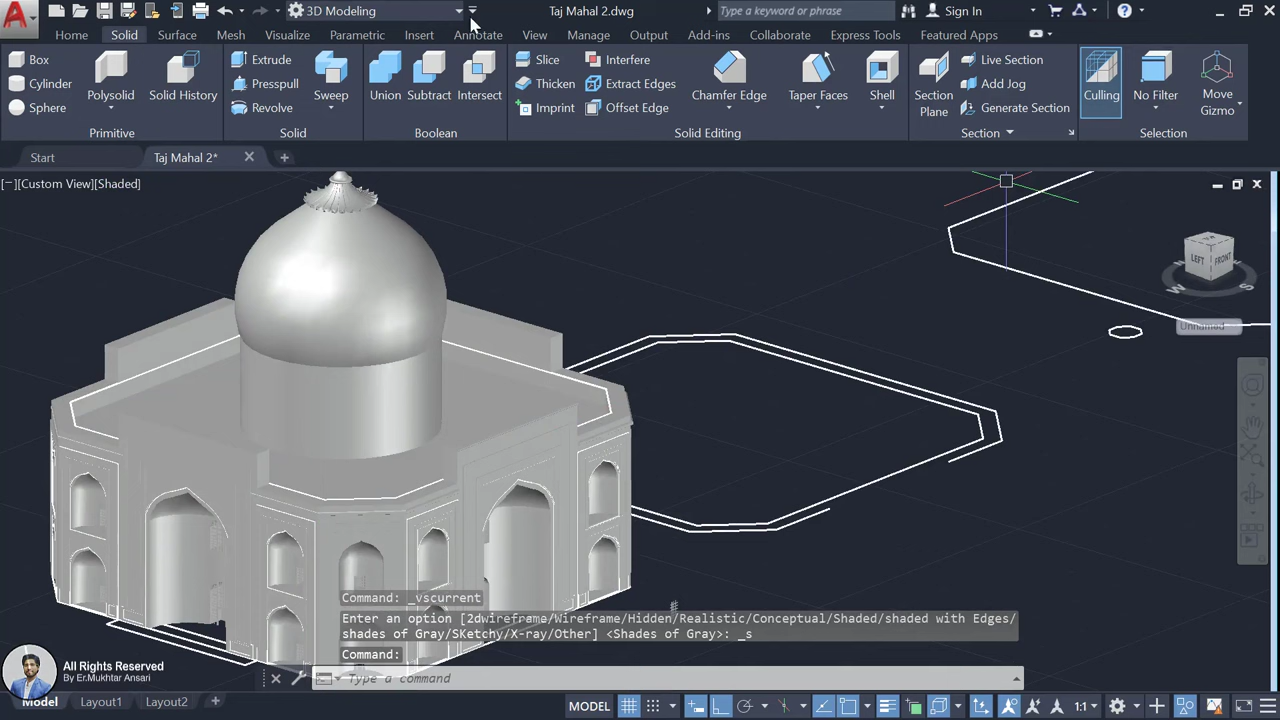 3D Modeling
Taj Mahal 2.dwg
Type a keyword or phrase
Sign In
Home Solid Surface Mesh Visualize Parametric Insert Annotate View Manage Output Add-ins Collaborate Express Tools Featured Apps
Box
Cylinder
Sphere
Polysolid
Solid History
Primitive
Extrude
Presspull
Revolve
Sweep
Solid
Union
Subtract
Intersect
Boolean
Slice
Thicken
Imprint
Interfere
Extract Edges
Offset Edge
Chamfer Edge
Taper Faces
Shell
Solid Editing
Section
Plane
Live Section
Add Jog
Generate Section
Section
Culling
No Filter
Move
Gizmo
Selection
Start
Taj Mahal 2*
[−][Custom View][Shaded]
LEFT
FRONT
W
S
Unnamed
Command: _vscurrent
Enter an option [2dwireframe/Wireframe/Hidden/Realistic/Conceptual/Shaded/shaded with Edges/
shades of Gray/SKetchy/X-ray/Other] <Shades of Gray>: _s
Command:
Type a command
All Rights Reserved
By Er.Mukhtar Ansari
Model
Layout1
Layout2
MODEL
1:1